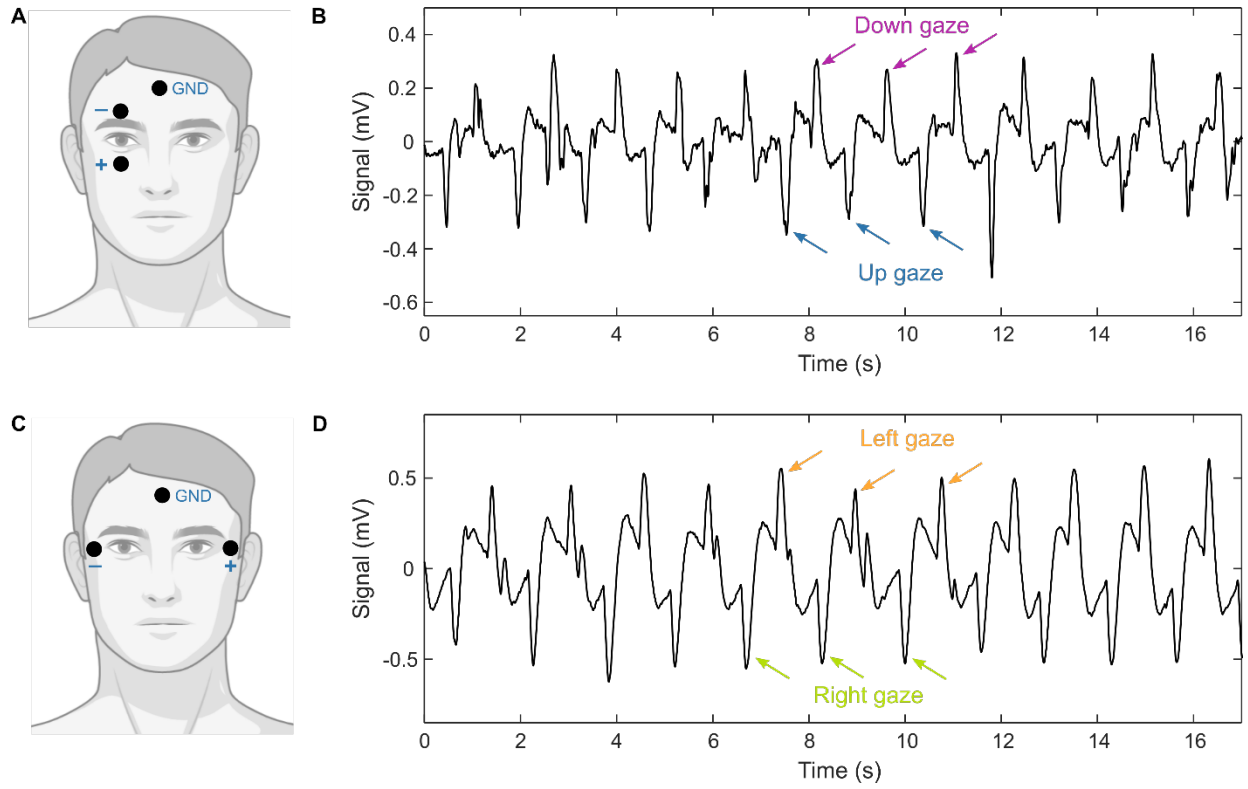 A
GND
–
+
B
Down gaze
Up gaze
Signal (mV)
0.4
0.2
0
-0.2
-0.4
-0.6
0 2 4 6 8 10 12 14 16
Time (s)
C
GND
–
+
D
Left gaze
Right gaze
Signal (mV)
0.5
0
-0.5
0 2 4 6 8 10 12 14 16
Time (s)